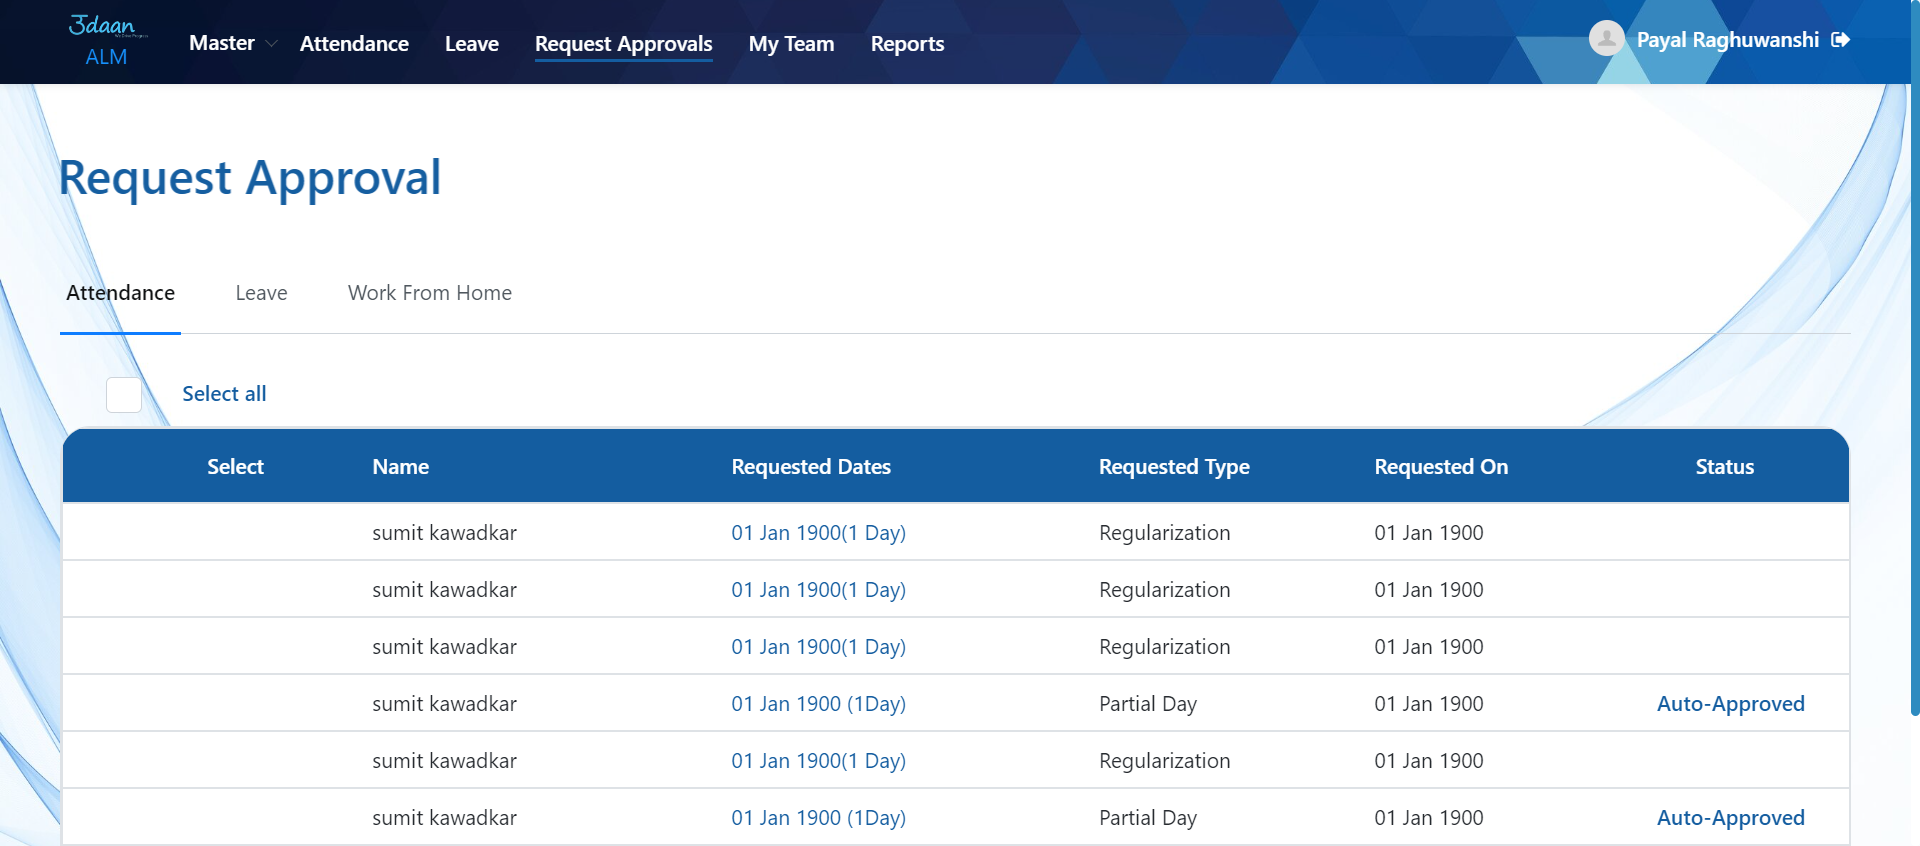 उdaan
ALM
Master Attendance Leave Request Approvals My Team Reports
Payal Raghuwanshi
Request Approval
Attendance Leave Work From Home
Select all
Select Name Requested Dates Requested Type Requested On Status
sumit kawadkar 01 Jan 1900(1 Day) Regularization 01 Jan 1900
sumit kawadkar 01 Jan 1900(1 Day) Regularization 01 Jan 1900
sumit kawadkar 01 Jan 1900(1 Day) Regularization 01 Jan 1900
sumit kawadkar 01 Jan 1900 (1Day) Partial Day 01 Jan 1900 Auto-Approved
sumit kawadkar 01 Jan 1900(1 Day) Regularization 01 Jan 1900
sumit kawadkar 01 Jan 1900 (1Day) Partial Day 01 Jan 1900 Auto-Approved